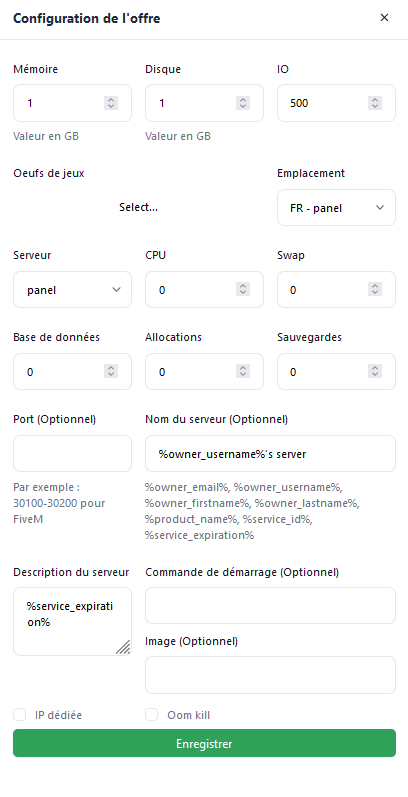 Configuration de l'offre ×
Mémoire Disque IO
1 1 500
Valeur en GB Valeur en GB
Oeufs de jeux Emplacement
Select... FR - panel
Serveur CPU Swap
panel 0 0
Base de données Allocations Sauvegardes
0 0 0
Port (Optionnel) Nom du serveur (Optionnel)
%owner_username%'s server
Par exemple : %owner_email%, %owner_username%,
30100-30200 pour %owner_firstname%, %owner_lastname%,
FiveM %product_name%, %service_id%,
%service_expiration%
Description du serveur Commande de démarrage (Optionnel)
%service_expirati
on%
Image (Optionnel)
IP dédiée Oom kill
Enregistrer